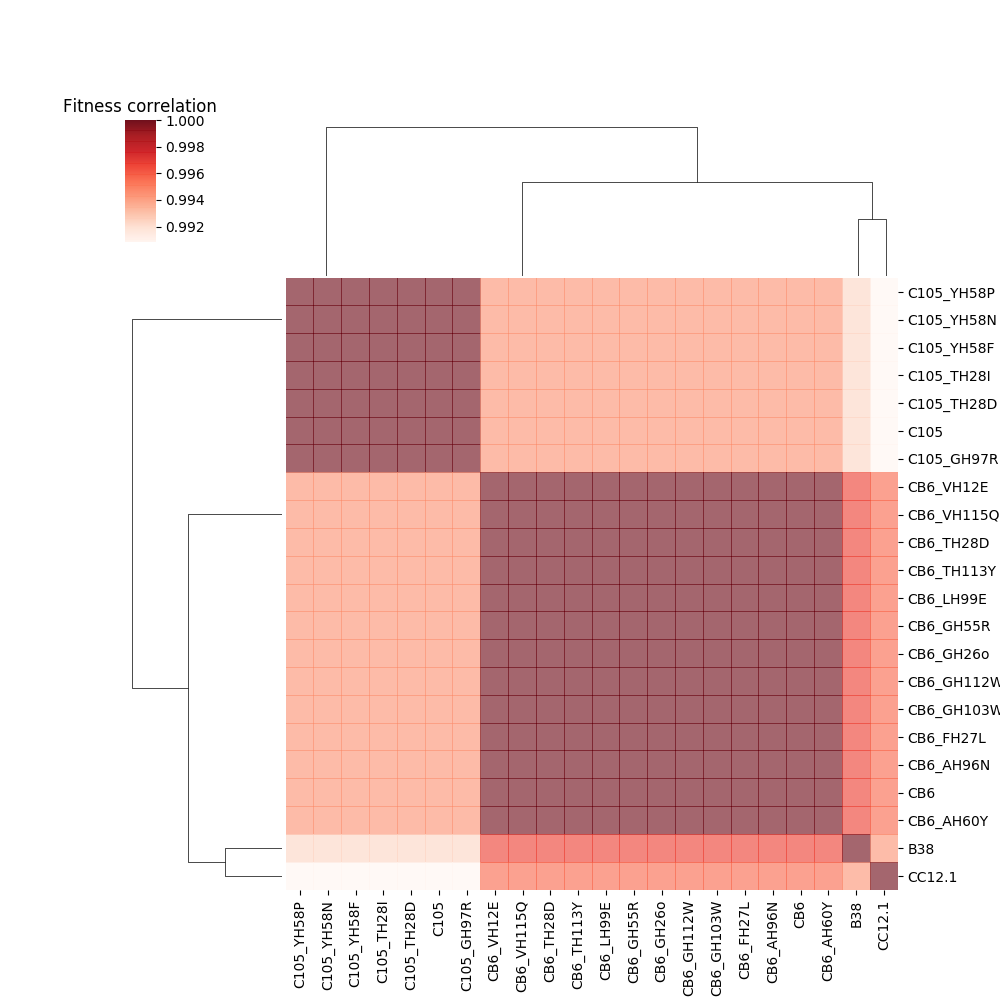 Fitness correlation
1.000
0.998
0.996
0.994
0.992
C105_YH58P
C105_YH58N
C105_YH58F
C105_TH28I
C105_TH28D
C105
C105_GH97R
CB6_VH12E
CB6_VH115Q
CB6_TH28D
CB6_TH113Y
CB6_LH99E
CB6_GH55R
CB6_GH26o
CB6_GH112W
CB6_GH103W
CB6_FH27L
CB6_AH96N
CB6
CB6_AH60Y
B38
CC12.1
C105_YH58P
C105_YH58N
C105_YH58F
C105_TH28I
C105_TH28D
C105
C105_GH97R
CB6_VH12E
CB6_VH115Q
CB6_TH28D
CB6_TH113Y
CB6_LH99E
CB6_GH55R
CB6_GH26o
CB6_GH112W
CB6_GH103W
CB6_FH27L
CB6_AH96N
CB6
CB6_AH60Y
B38
CC12.1